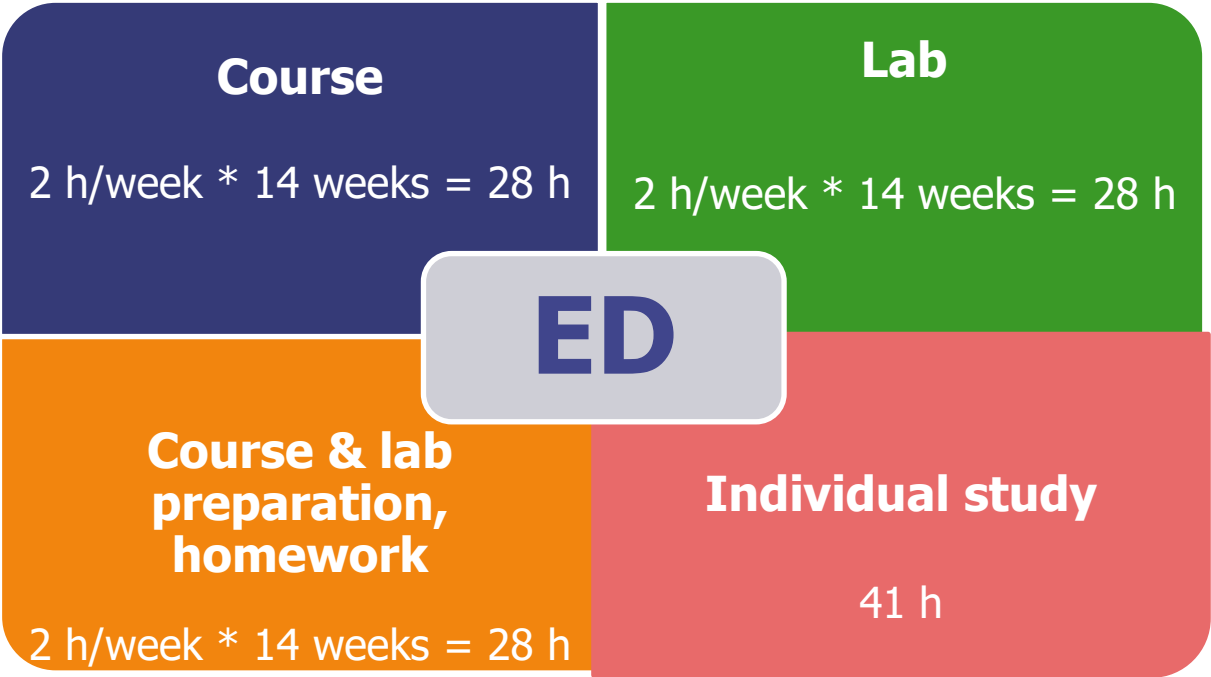 Course
2 h/week * 14 weeks = 28 h
Lab
2 h/week * 14 weeks = 28 h
ED
Course & lab
preparation,
homework
2 h/week * 14 weeks = 28 h
Individual study
41 h